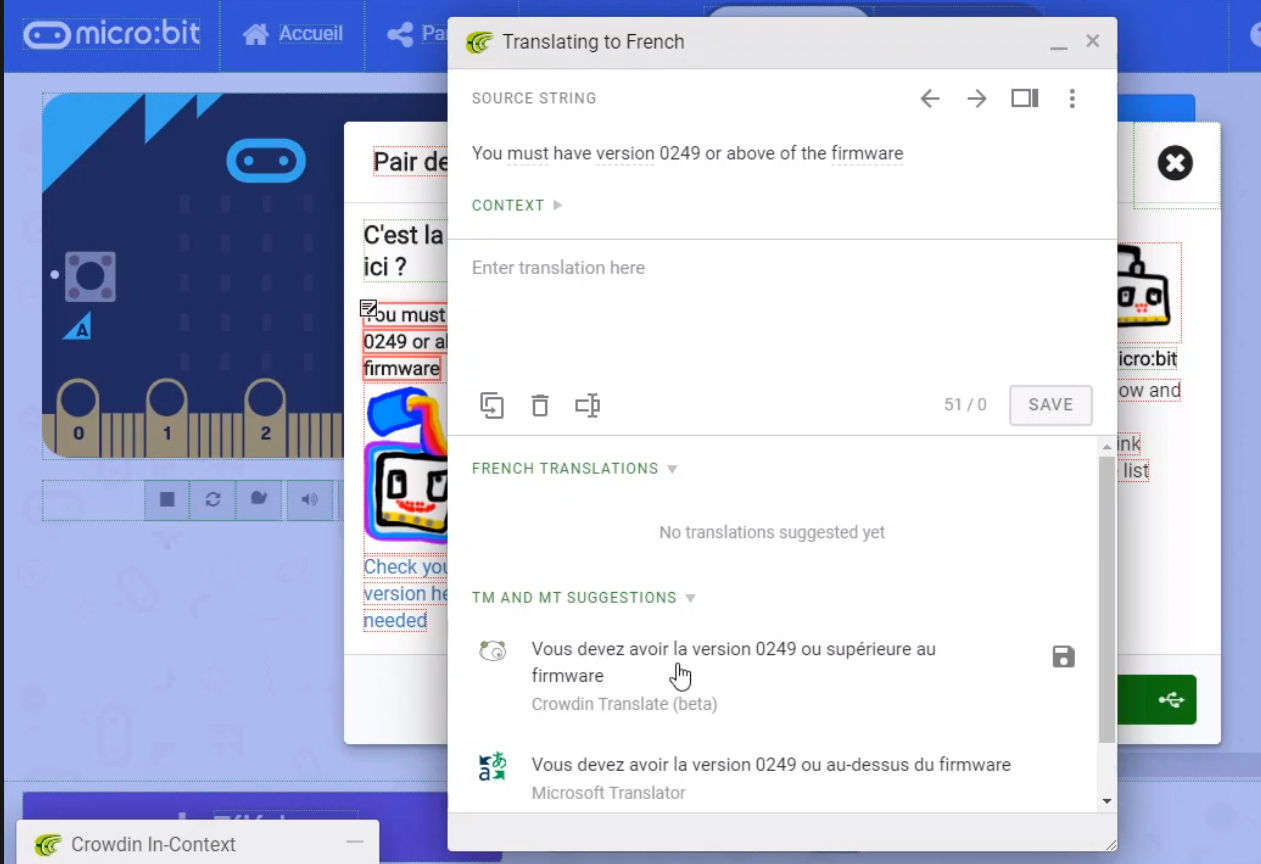 micro:bit
Accueil
Pa
Translating to French
SOURCE STRING
You must have version 0249 or above of the firmware
CONTEXT
Enter translation here
51 / 0
SAVE
FRENCH TRANSLATIONS
No translations suggested yet
TM AND MT SUGGESTIONS
Vous devez avoir la version 0249 ou supérieure au
firmware
Crowdin Translate (beta)
Vous devez avoir la version 0249 ou au-dessus du firmware
Microsoft Translator
Pair de
C'est la
ici ?
You must
0249 or a
firmware
Check you
version he
needed
icro:bit
ow and
ink
list
A
0
1
2
Crowdin In-Context